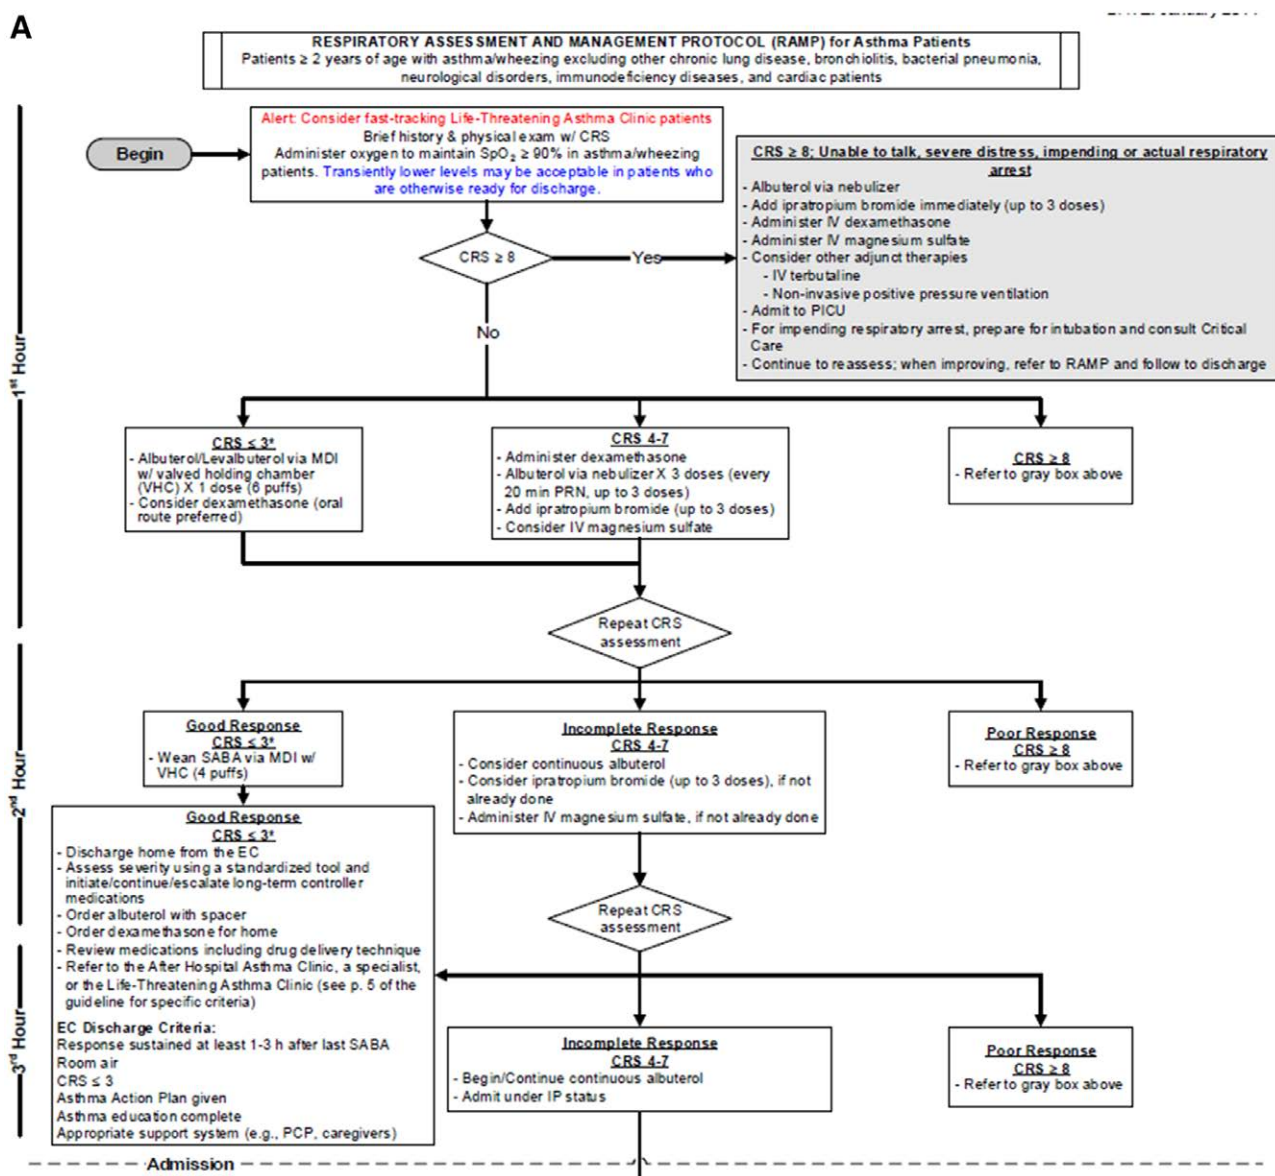 A
RESPIRATORY ASSESSMENT AND MANAGEMENT PROTOCOL (RAMP) for Asthma Patients
Patients ≥ 2 years of age with asthma/wheezing excluding other chronic lung disease, bronchiolitis, bacterial pneumonia,
neurological disorders, immunodeficiency diseases, and cardiac patients
Begin
Alert: Consider fast-tracking Life-Threatening Asthma Clinic patients
Brief history & physical exam w/ CRS
Administer oxygen to maintain SpO₂ ≥ 90% in asthma/wheezing
patients. Transiently lower levels may be acceptable in patients who
are otherwise ready for discharge.
CRS ≥ 8
Yes
No
CRS ≥ 8; Unable to talk, severe distress, impending or actual respiratory
arrest
- Albuterol via nebulizer
- Add ipratropium bromide immediately (up to 3 doses)
- Administer IV dexamethasone
- Administer IV magnesium sulfate
- Consider other adjunct therapies
- IV terbutaline
- Non-invasive positive pressure ventilation
- Admit to PICU
- For impending respiratory arrest, prepare for intubation and consult Critical
Care
- Continue to reassess; when improving, refer to RAMP and follow to discharge
1st Hour
CRS ≤ 3*
- Albuterol/Levalbuterol via MDI
w/ valved holding chamber
(VHC) X 1 dose (6 puffs)
- Consider dexamethasone (oral
route preferred)
CRS 4-7
- Administer dexamethasone
- Albuterol via nebulizer X 3 doses (every
20 min PRN, up to 3 doses)
- Add ipratropium bromide (up to 3 doses)
- Consider IV magnesium sulfate
CRS ≥ 8
- Refer to gray box above
Repeat CRS
assessment
2nd Hour
Good Response
CRS ≤ 3*
- Wean SABA via MDI w/
VHC (4 puffs)
Incomplete Response
CRS 4-7
- Consider continuous albuterol
- Consider ipratropium bromide (up to 3 doses), if not
already done
- Administer IV magnesium sulfate, if not already done
Poor Response
CRS ≥ 8
- Refer to gray box above
Good Response
CRS ≤ 3*
- Discharge home from the EC
- Assess severity using a standardized tool and
initiate/continue/escalate long-term controller
medications
- Order albuterol with spacer
- Order dexamethasone for home
- Review medications including drug delivery technique
- Refer to the After Hospital Asthma Clinic, a specialist,
or the Life-Threatening Asthma Clinic (see p. 5 of the
guideline for specific criteria)
EC Discharge Criteria:
Response sustained at least 1-3 h after last SABA
Room air
CRS ≤ 3
Asthma Action Plan given
Asthma education complete
Appropriate support system (e.g., PCP, caregivers)
Repeat CRS
assessment
3rd Hour
Incomplete Response
CRS 4-7
- Begin/Continue continuous albuterol
- Admit under IP status
Poor Response
CRS ≥ 8
- Refer to gray box above
Admission